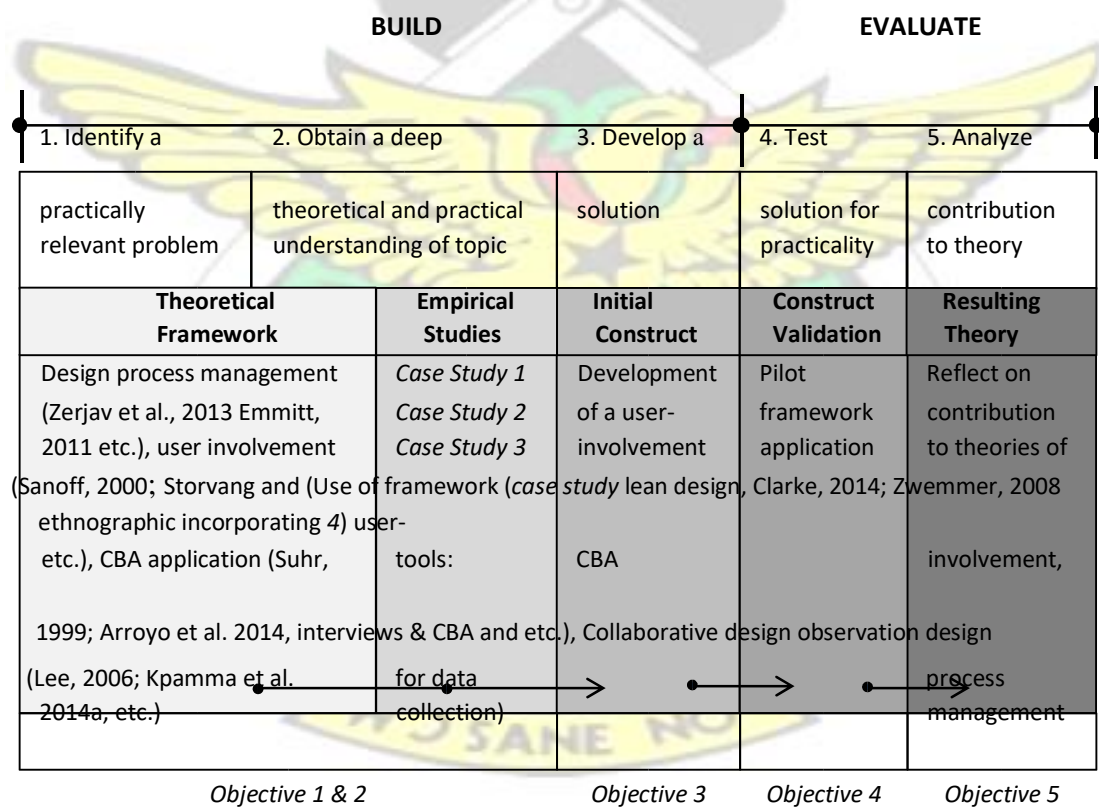 BUILD EVALUATE
1. Identify a 2. Obtain a deep 3. Develop a 4. Test 5. Analyze
practically theoretical and practical solution solution for contribution
relevant problem understanding of topic practicality to theory
Theoretical Empirical Initial Construct Resulting
Framework Studies Construct Validation Theory
Design process management Case Study 1 Development Pilot Reflect on
(Zerjav et al., 2013 Emmitt, Case Study 2 of a user- framework contribution
2011 etc.), user involvement Case Study 3 involvement application to theories of
(Sanoff, 2000; Storvang and (Use of framework (case study lean design, Clarke, 2014; Zwemmer, 2008
ethnographic incorporating 4) user-
etc.), CBA application (Suhr, tools: CBA involvement,
1999; Arroyo et al. 2014, interviews & CBA and etc.), Collaborative design observation design
(Lee, 2006; Kpamma et al. for data process
2014a, etc.) collection) management
SANE NO
Objective 1 & 2 Objective 3 Objective 4 Objective 5